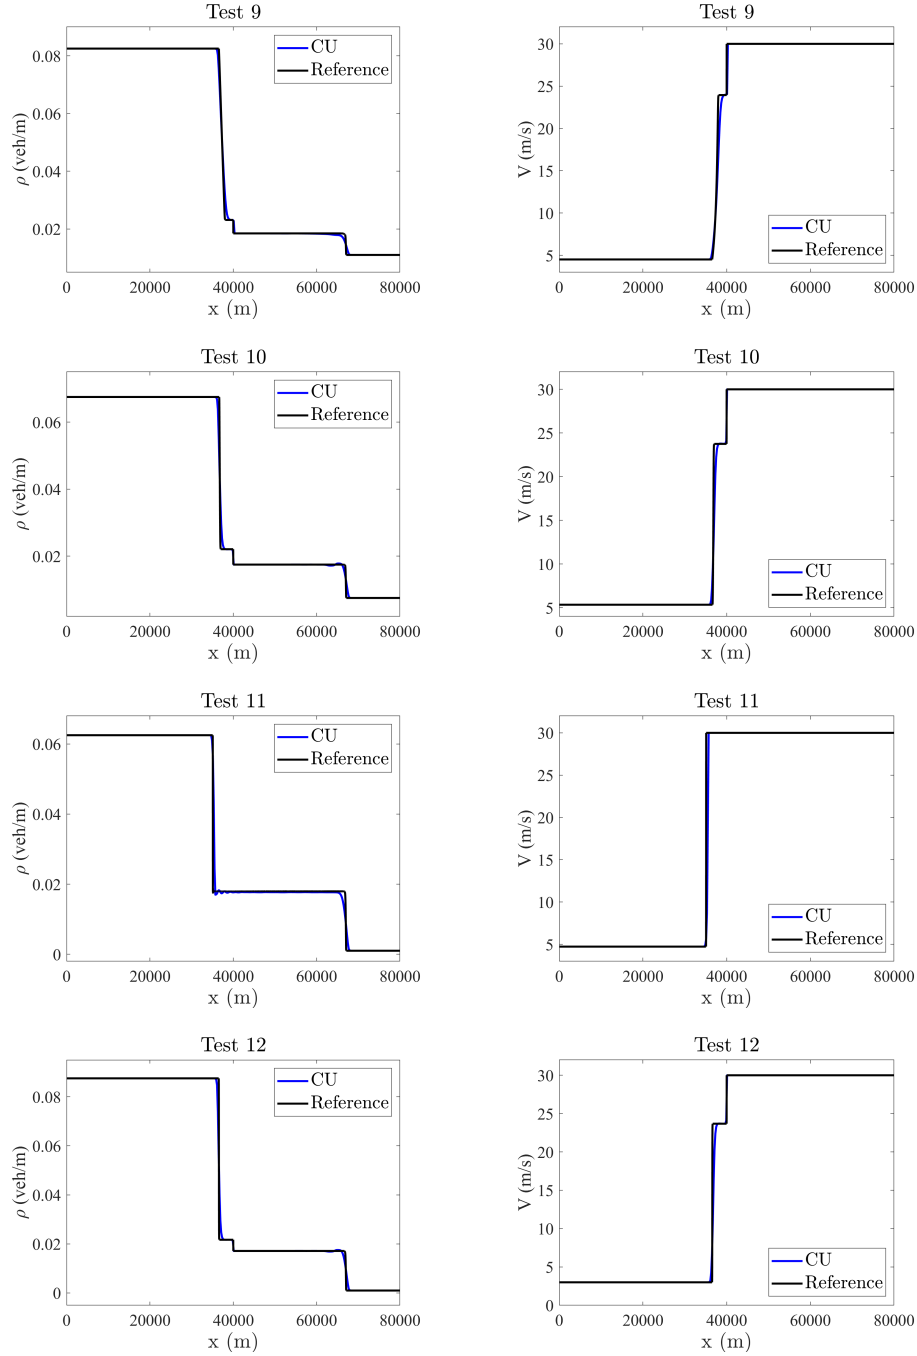 Test 9
CU
Reference
0.08
0.06
0.04
0.02
ρ (veh/m)
0 20000 40000 60000 80000
x (m)
Test 9
30
25
20
15
10
5
V (m/s)
CU
Reference
0 20000 40000 60000 80000
x (m)
Test 10
CU
Reference
0.06
0.04
0.02
ρ (veh/m)
0 20000 40000 60000 80000
x (m)
Test 10
30
25
20
15
10
5
V (m/s)
CU
Reference
0 20000 40000 60000 80000
x (m)
Test 11
CU
Reference
0.06
0.04
0.02
0
ρ (veh/m)
0 20000 40000 60000 80000
x (m)
Test 11
30
25
20
15
10
5
V (m/s)
CU
Reference
0 20000 40000 60000 80000
x (m)
Test 12
CU
Reference
0.08
0.06
0.04
0.02
0
ρ (veh/m)
0 20000 40000 60000 80000
x (m)
Test 12
30
25
20
15
10
5
0
V (m/s)
CU
Reference
0 20000 40000 60000 80000
x (m)